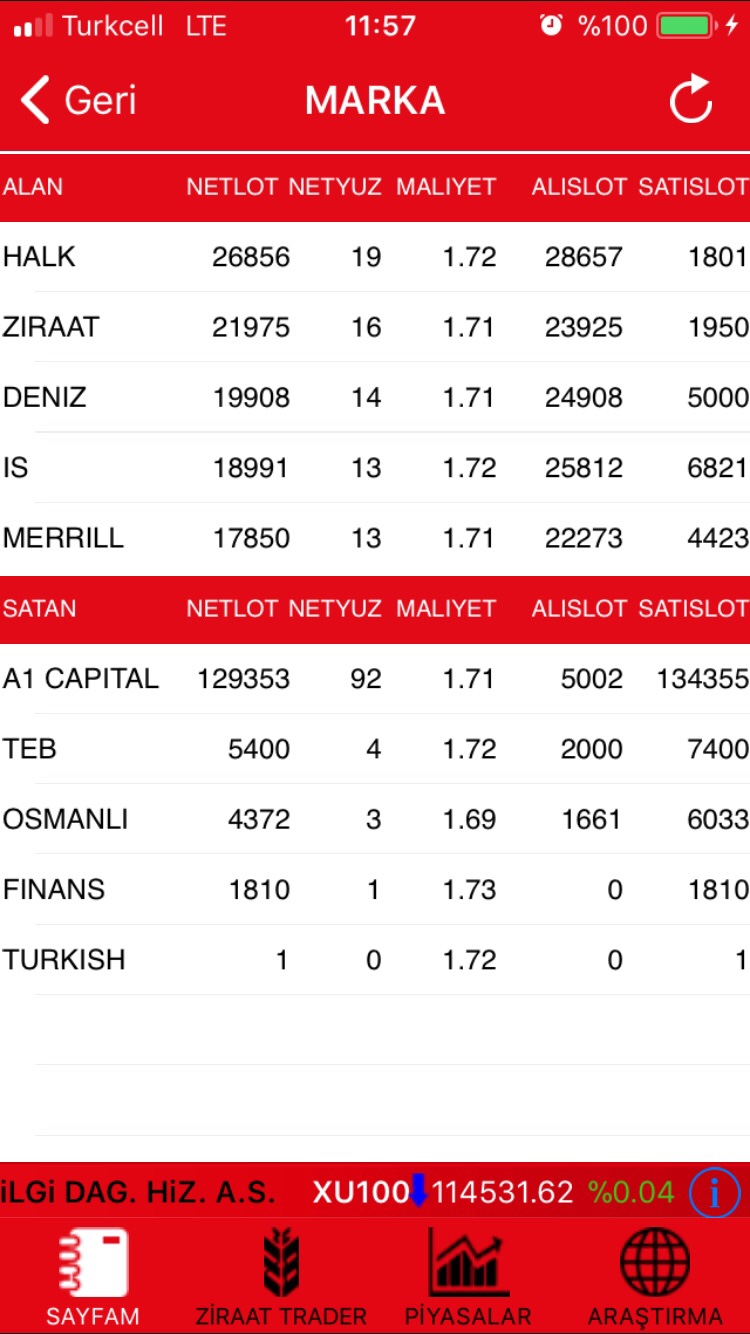 Turkcell LTE 11:57 %100
Geri MARKA
ALAN NETLOT NETYUZ MALIYET ALISLOT SATISLOT
HALK 26856 19 1.72 28657 1801
ZIRAAT 21975 16 1.71 23925 1950
DENIZ 19908 14 1.71 24908 5000
IS 18991 13 1.72 25812 6821
MERRILL 17850 13 1.71 22273 4423
SATAN NETLOT NETYUZ MALIYET ALISLOT SATISLOT
A1 CAPITAL 129353 92 1.71 5002 134355
TEB 5400 4 1.72 2000 7400
OSMANLI 4372 3 1.69 1661 6033
FINANS 1810 1 1.73 0 1810
TURKISH 1 0 1.72 0 1
iLGi DAG. HiZ. A.S. XU100 114531.62 %0.04 i
SAYFAM ZİRAAT TRADER PİYASALAR ARAŞTIRMA